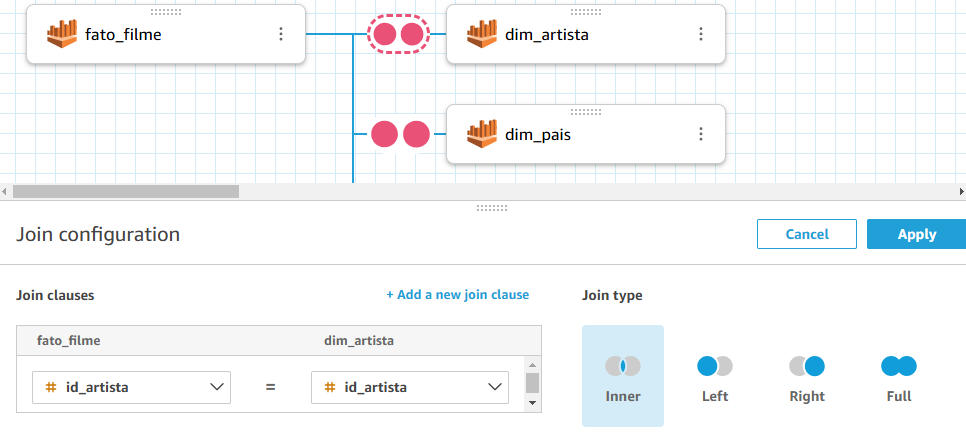 fato_filme
dim_artista
dim_pais
Join configuration
Cancel
Apply
Join clauses
+ Add a new join clause
Join type
fato_filme
dim_artista
# id_artista
=
# id_artista
Inner
Left
Right
Full